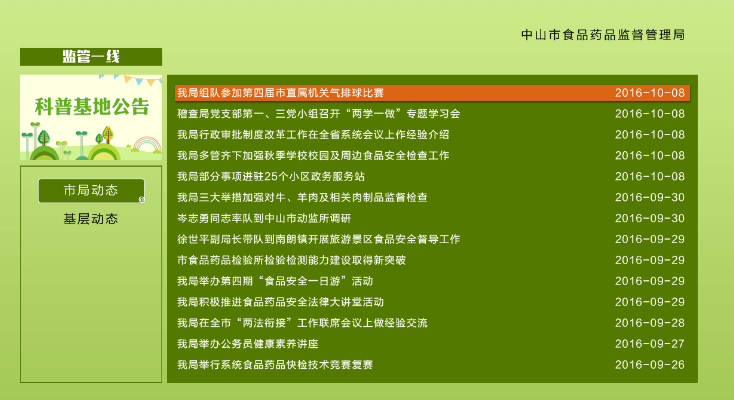 中山市食品药品监督管理局
监管一线
科普基地公告
市局动态
基层动态
我局组队参加第四届市直属机关气排球比赛 2016-10-08
稽查局党支部第一、三党小组召开“两学一做”专题学习会 2016-10-08
我局行政审批制度改革工作在全省系统会议上作经验介绍 2016-10-08
我局多管齐下加强秋季学校校园及周边食品安全检查工作 2016-10-08
我局部分事项进驻25个小区政务服务站 2016-10-08
我局三大举措加强对牛、羊肉及相关肉制品监督检查 2016-09-30
岑志勇同志率队到中山市动监所调研 2016-09-30
徐世平副局长带队到南朗镇开展旅游景区食品安全督导工作 2016-09-29
市食品药品检验所检验检测能力建设取得新突破 2016-09-29
我局举办第四期“食品安全一日游”活动 2016-09-29
我局积极推进食品药品安全法律大讲堂活动 2016-09-29
我局在全市“两法衔接”工作联席会议上做经验交流 2016-09-28
我局举办公务员健康素养讲座 2016-09-27
我局举行系统食品药品快检技术竞赛复赛 2016-09-26